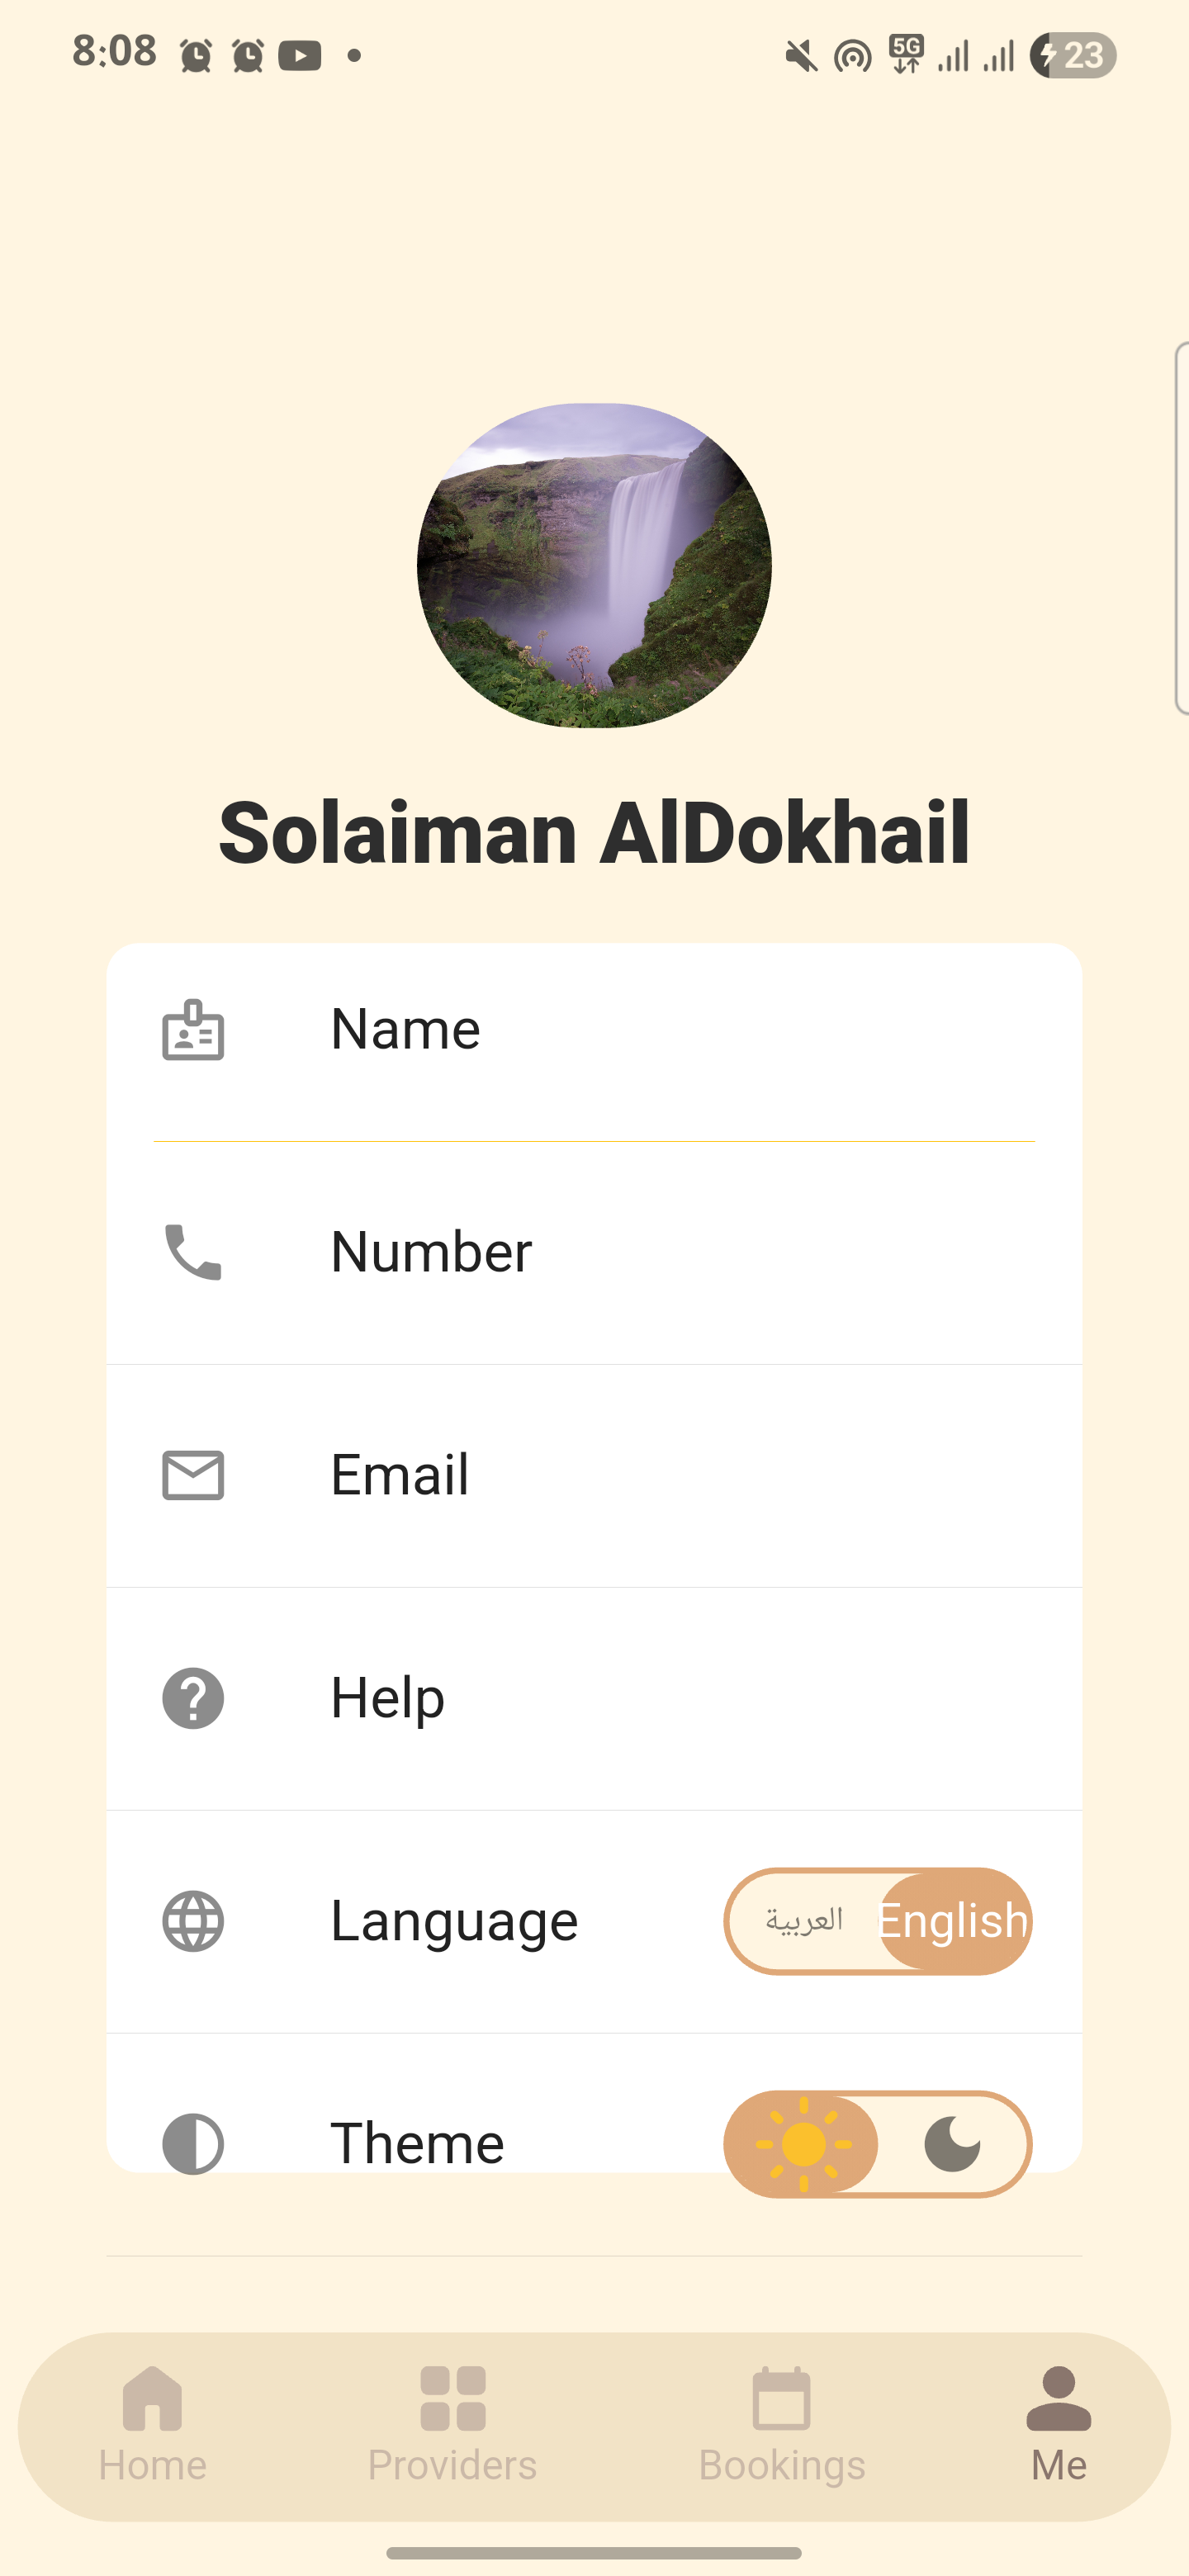 8:08 5G 23
Solaiman AlDokhail
Name
Number
Email
Help
Language العربية English
Theme
Home Providers Bookings Me